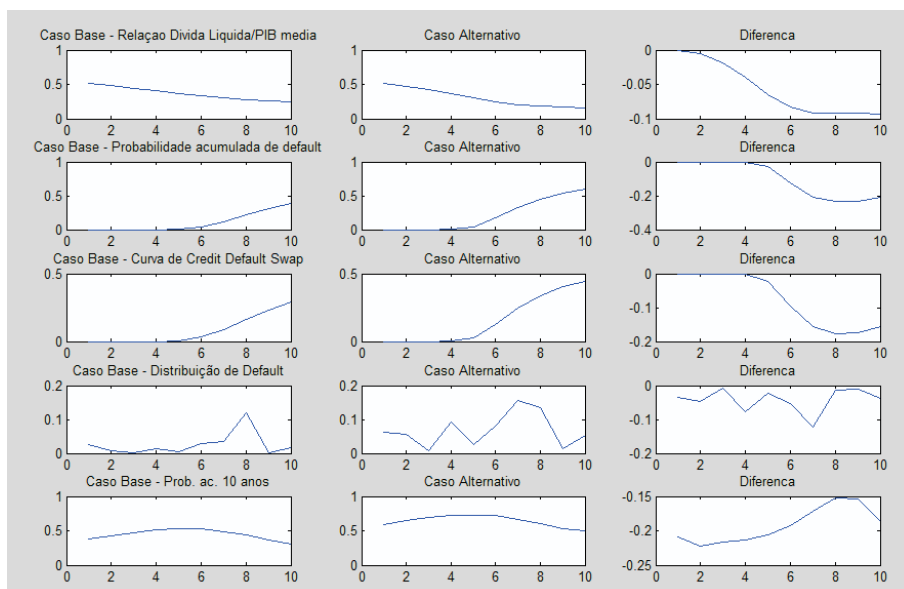 Caso Base - Relaçao Divida Liquida/PIB media
Caso Alternativo
Diferenca
1
0.5
0
0 2 4 6 8 10
1
0.5
0
0 2 4 6 8 10
0
-0.05
-0.1
0 2 4 6 8 10
Caso Base - Probabilidade acumulada de default
Caso Alternativo
Diferenca
1
0.5
0
0 2 4 6 8 10
1
0.5
0
0 2 4 6 8 10
0
-0.2
-0.4
0 2 4 6 8 10
Caso Base - Curva de Credit Default Swap
Caso Alternativo
Diferenca
0.5
0
0 2 4 6 8 10
0.5
0
0 2 4 6 8 10
0
-0.1
-0.2
0 2 4 6 8 10
Caso Base - Distribuição de Default
Caso Alternativo
Diferenca
0.2
0.1
0
0 2 4 6 8 10
0.2
0.1
0
0 2 4 6 8 10
0
-0.1
-0.2
0 2 4 6 8 10
Caso Base - Prob. ac. 10 anos
Caso Alternativo
Diferenca
1
0.5
0
0 2 4 6 8 10
1
0.5
0
0 2 4 6 8 10
-0.15
-0.2
-0.25
0 2 4 6 8 10